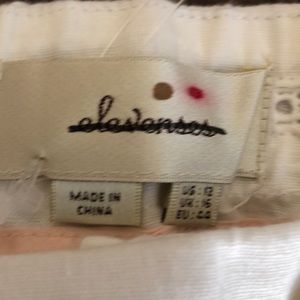 elevenses
MADE IN
CHINA
US: 12
UK: 16
EU: 44